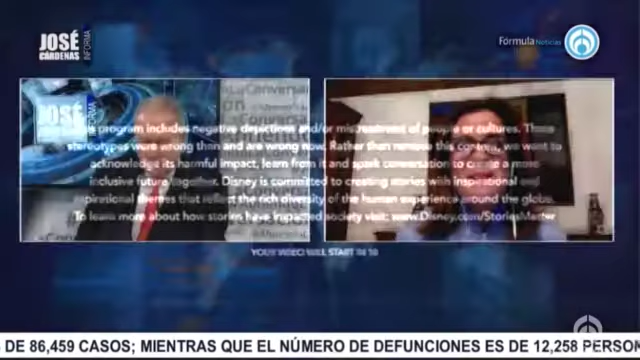 JOSÉ
CÁRDENAS
INFORMA
Fórmula Noticias
JOSÉ
INFORMA
La Conversa
This program includes negative depictions and/or mistreatment of people or cultures. These
stereotypes were wrong then and are wrong now. Rather than remove this content, we want to
acknowledge its harmful impact, learn from it and spark conversation to create a more
inclusive future together. Disney is committed to creating stories with inspirational and
aspirational themes that reflect the rich diversity of the human experience around the globe.
To learn more about how stories have impacted society visit: www.Disney.com/StoriesMatter
YOUR VIDEO WILL START IN 10
DE 86,459 CASOS; MIENTRAS QUE EL NÚMERO DE DEFUNCIONES ES DE 12,258 PERSON